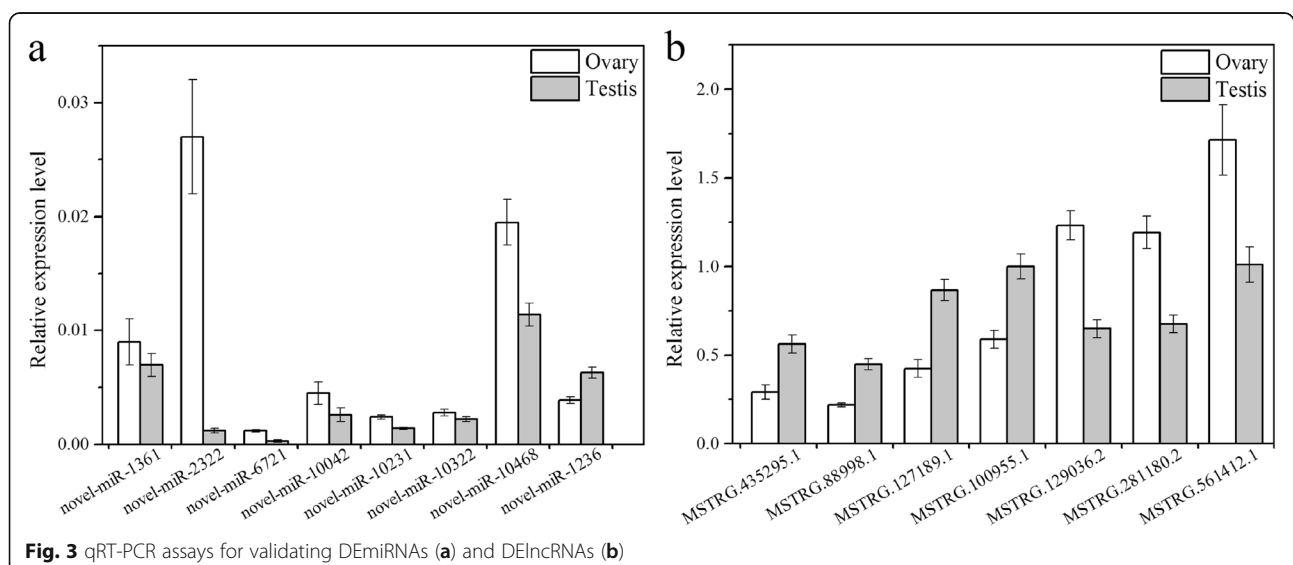 a
Ovary
Testis
Relative expression level
0.03
0.02
0.01
0.00
novel-miR-1361
novel-miR-2322
novel-miR-6721
novel-miR-10042
novel-miR-10231
novel-miR-10322
novel-miR-10468
novel-miR-1236
b
Ovary
Testis
Relative expression level
2.0
1.5
1.0
0.5
0.0
MSTRG.435295.1
MSTRG.88998.1
MSTRG.127189.1
MSTRG.100955.1
MSTRG.129036.2
MSTRG.281180.2
MSTRG.561412.1
Fig. 3 qRT-PCR assays for validating DEmiRNAs (a) and DElncRNAs (b)